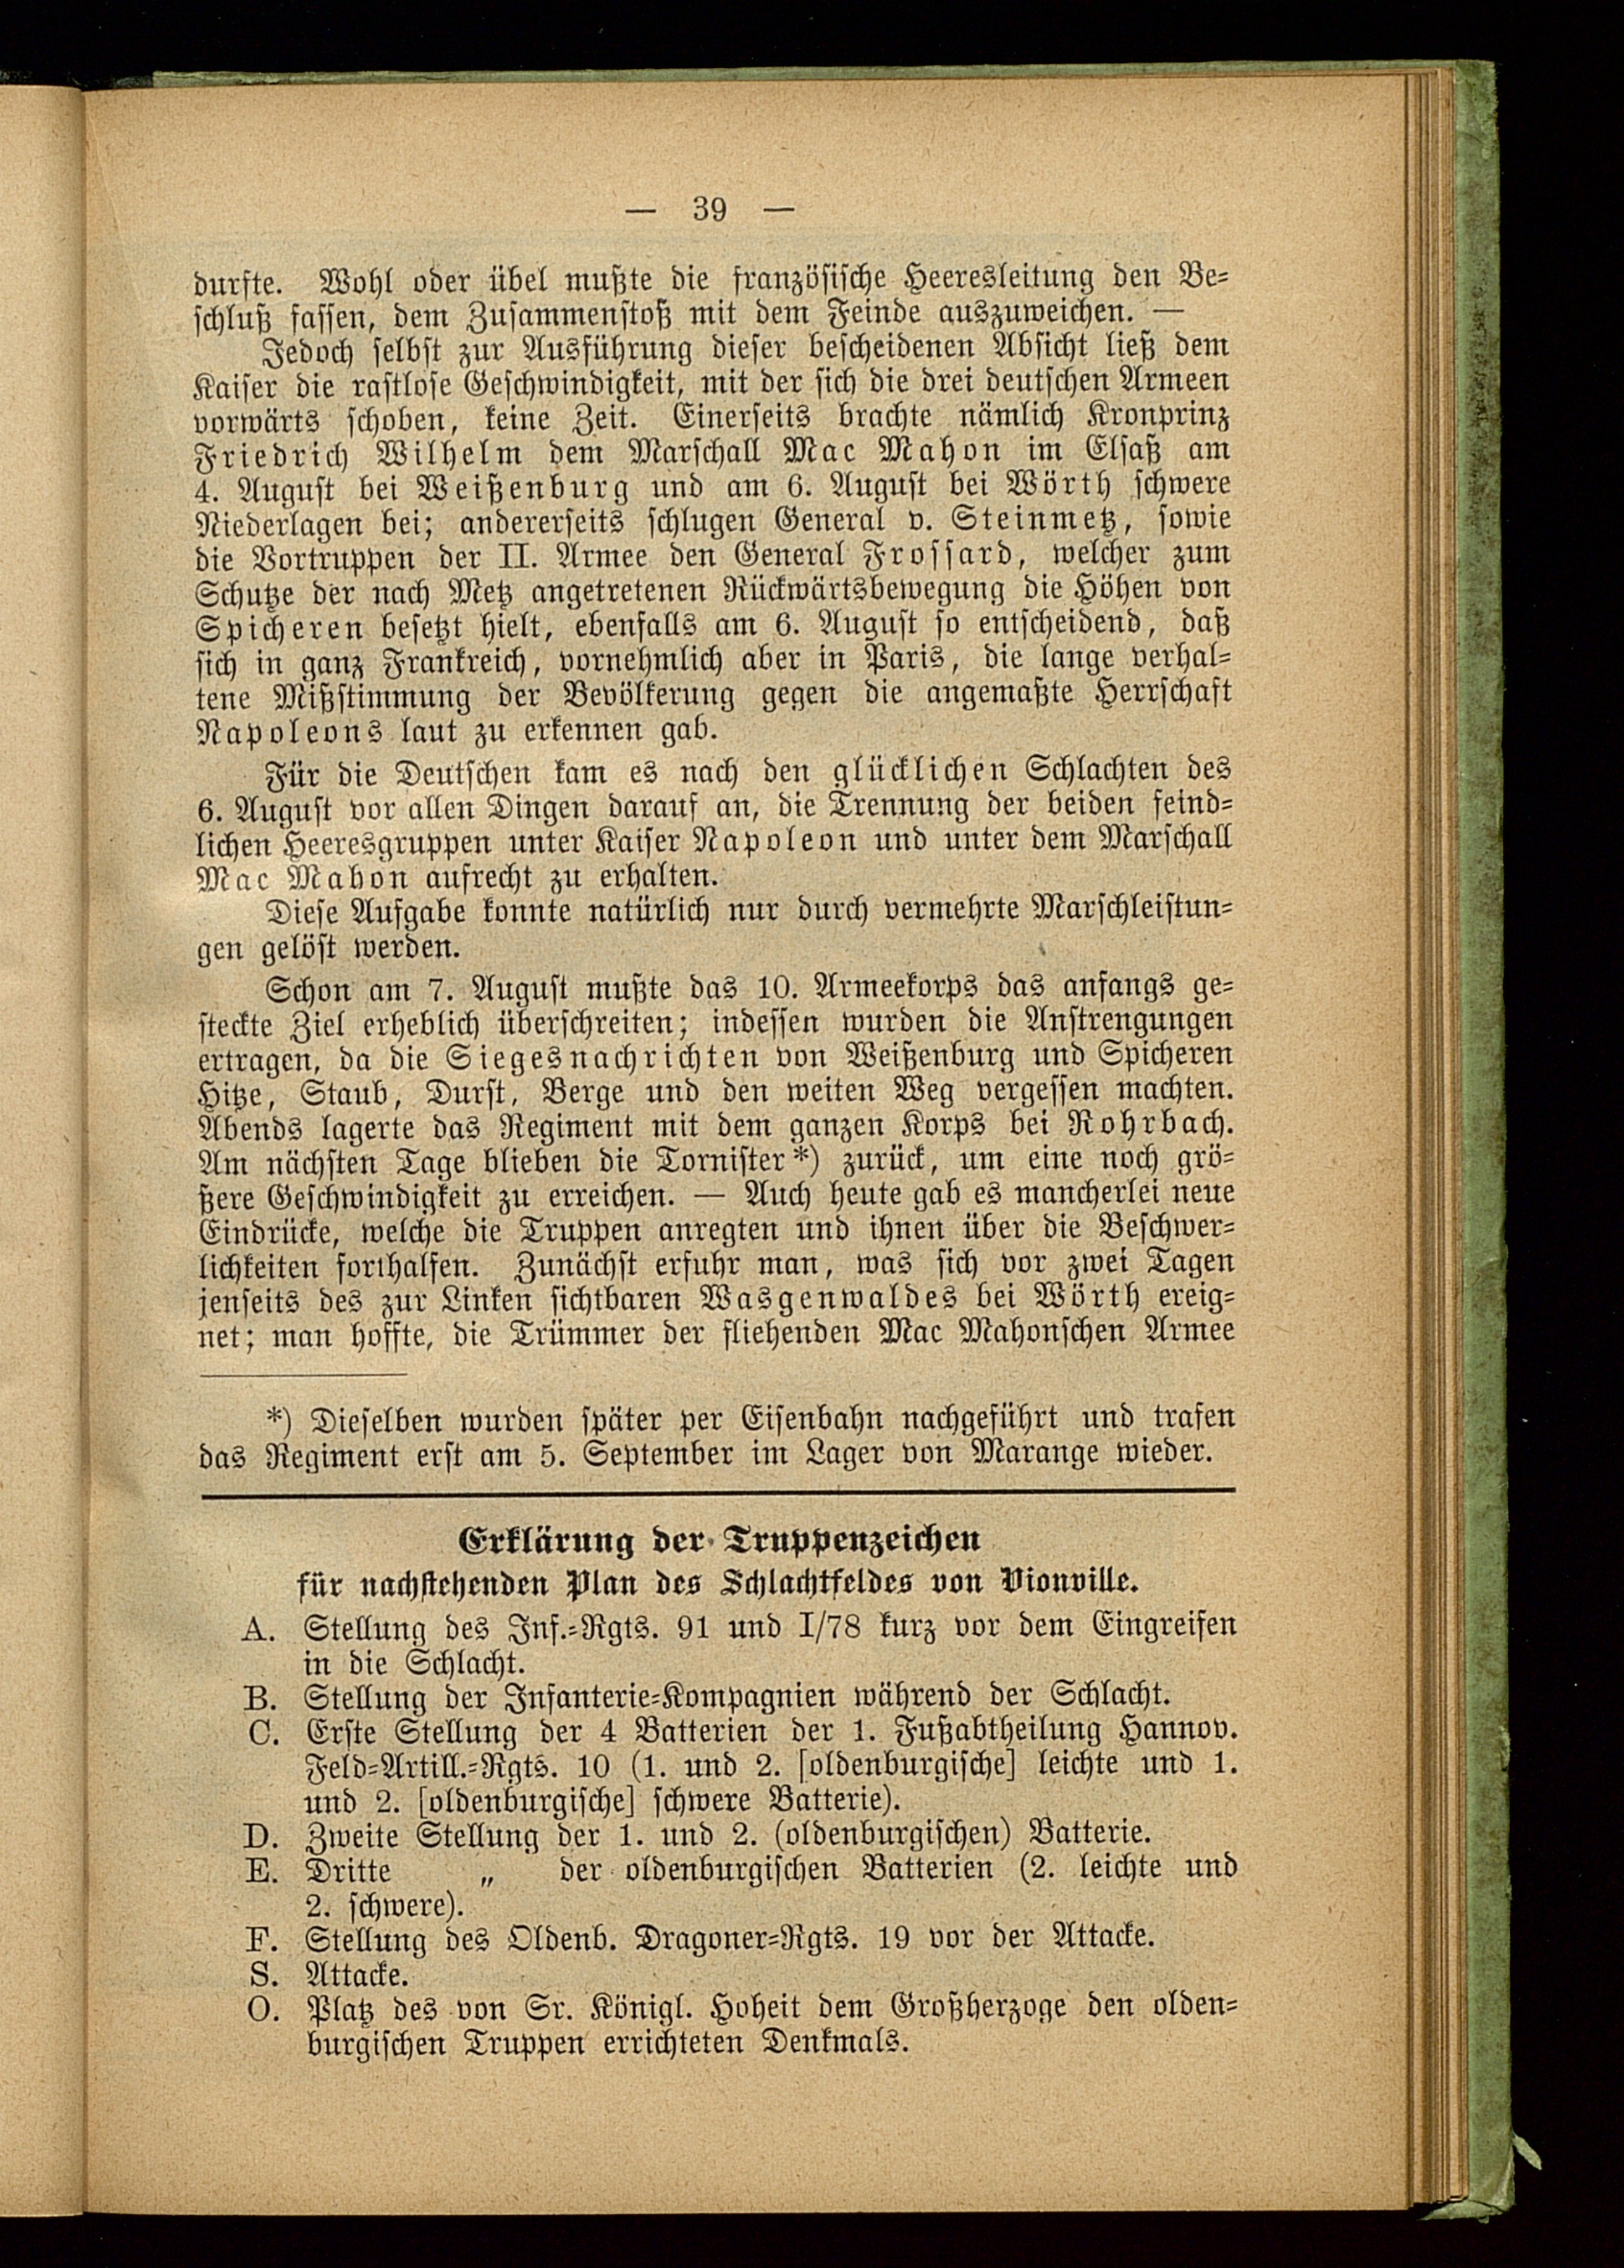 — 39 —
durfte. Wohl oder übel mußte die französische Heeresleitung den Be-
schluß fassen, dem Zusammenstoß mit dem Feinde auszuweichen. —
Jedoch selbst zur Ausführung dieser bescheidenen Absicht ließ dem
Kaiser die rastlose Geschwindigkeit, mit der sich die drei deutschen Armeen
vorwärts schoben, keine Zeit. Einerseits brachte nämlich Kronprinz
Friedrich Wilhelm dem Marschall Mac Mahon im Elsaß am
4. August bei Weißenburg und am 6. August bei Wörth schwere
Niederlagen bei; andererseits schlugen General v. Steinmetz, sowie
die Vortruppen der II. Armee den General Frossard, welcher zum
Schutze der nach Metz angetretenen Rückwärtsbewegung die Höhen von
Spicheren besetzt hielt, ebenfalls am 6. August so entscheidend, daß
sich in ganz Frankreich, vornehmlich aber in Paris, die lange verhal-
tene Mißstimmung der Bevölkerung gegen die angemaßte Herrschaft
Napoleons laut zu erkennen gab.
Für die Deutschen kam es nach den glücklichen Schlachten des
6. August vor allen Dingen darauf an, die Trennung der beiden feind-
lichen Heeresgruppen unter Kaiser Napoleon und unter dem Marschall
Mac Mahon aufrecht zu erhalten.
Diese Aufgabe konnte natürlich nur durch vermehrte Marschleistun-
gen gelöst werden.
Schon am 7. August mußte das 10. Armeekorps das anfangs ge-
steckte Ziel erheblich überschreiten; indessen wurden die Anstrengungen
ertragen, da die Siegesnachrichten von Weißenburg und Spicheren
Hitze, Staub, Durst, Berge und den weiten Weg vergessen machten.
Abends lagerte das Regiment mit dem ganzen Korps bei Rohrbach.
Am nächsten Tage blieben die Tornister*) zurück, um eine noch grö-
ßere Geschwindigkeit zu erreichen. — Auch heute gab es mancherlei neue
Eindrücke, welche die Truppen anregten und ihnen über die Beschwer-
lichkeiten forthalfen. Zunächst erfuhr man, was sich vor zwei Tagen
jenseits des zur Linken sichtbaren Wasgenwaldes bei Wörth ereig-
net; man hoffte, die Trümmer der fliehenden Mac Mahonschen Armee
*) Dieselben wurden später per Eisenbahn nachgeführt und trafen
das Regiment erst am 5. September im Lager von Marange wieder.
Erklärung der Truppenzeichen
für nachstehenden Plan des Schlachtfeldes von Vionville.
A. Stellung des Inf.-Rgts. 91 und I/78 kurz vor dem Eingreifen
in die Schlacht.
B. Stellung der Infanterie-Kompagnien während der Schlacht.
C. Erste Stellung der 4 Batterien der 1. Fußabtheilung Hannov.
Feld-Artill.-Rgts. 10 (1. und 2. [oldenburgische] leichte und 1.
und 2. [oldenburgische] schwere Batterie).
D. Zweite Stellung der 1. und 2. (oldenburgischen) Batterie.
E. Dritte „ der oldenburgischen Batterien (2. leichte und
2. schwere).
F. Stellung des Oldenb. Dragoner-Rgts. 19 vor der Attacke.
S. Attacke.
O. Platz des von Sr. Königl. Hoheit dem Großherzoge den olden-
burgischen Truppen errichteten Denkmals.